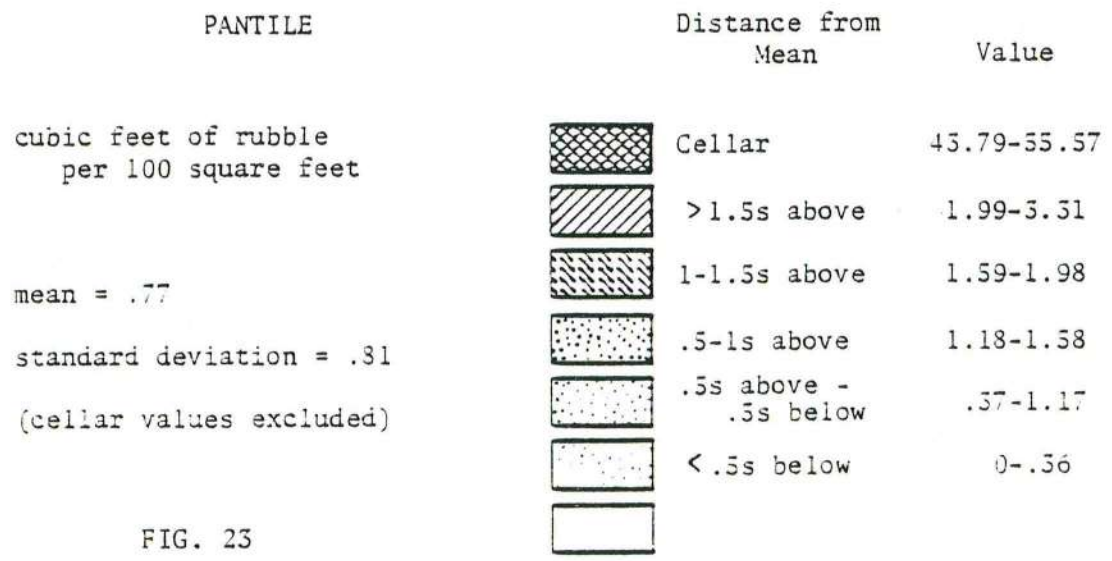 PANTILE
cubic feet of rubble
per 100 square feet
mean = .77
standard deviation = .81
(cellar values excluded)
FIG. 23
Distance from
Mean
Value
Cellar 43.79-55.57
>1.5s above 1.99-3.31
1-1.5s above 1.59-1.98
.5-1s above 1.18-1.58
.5s above -
.5s below .37-1.17
<.5s below 0-.36